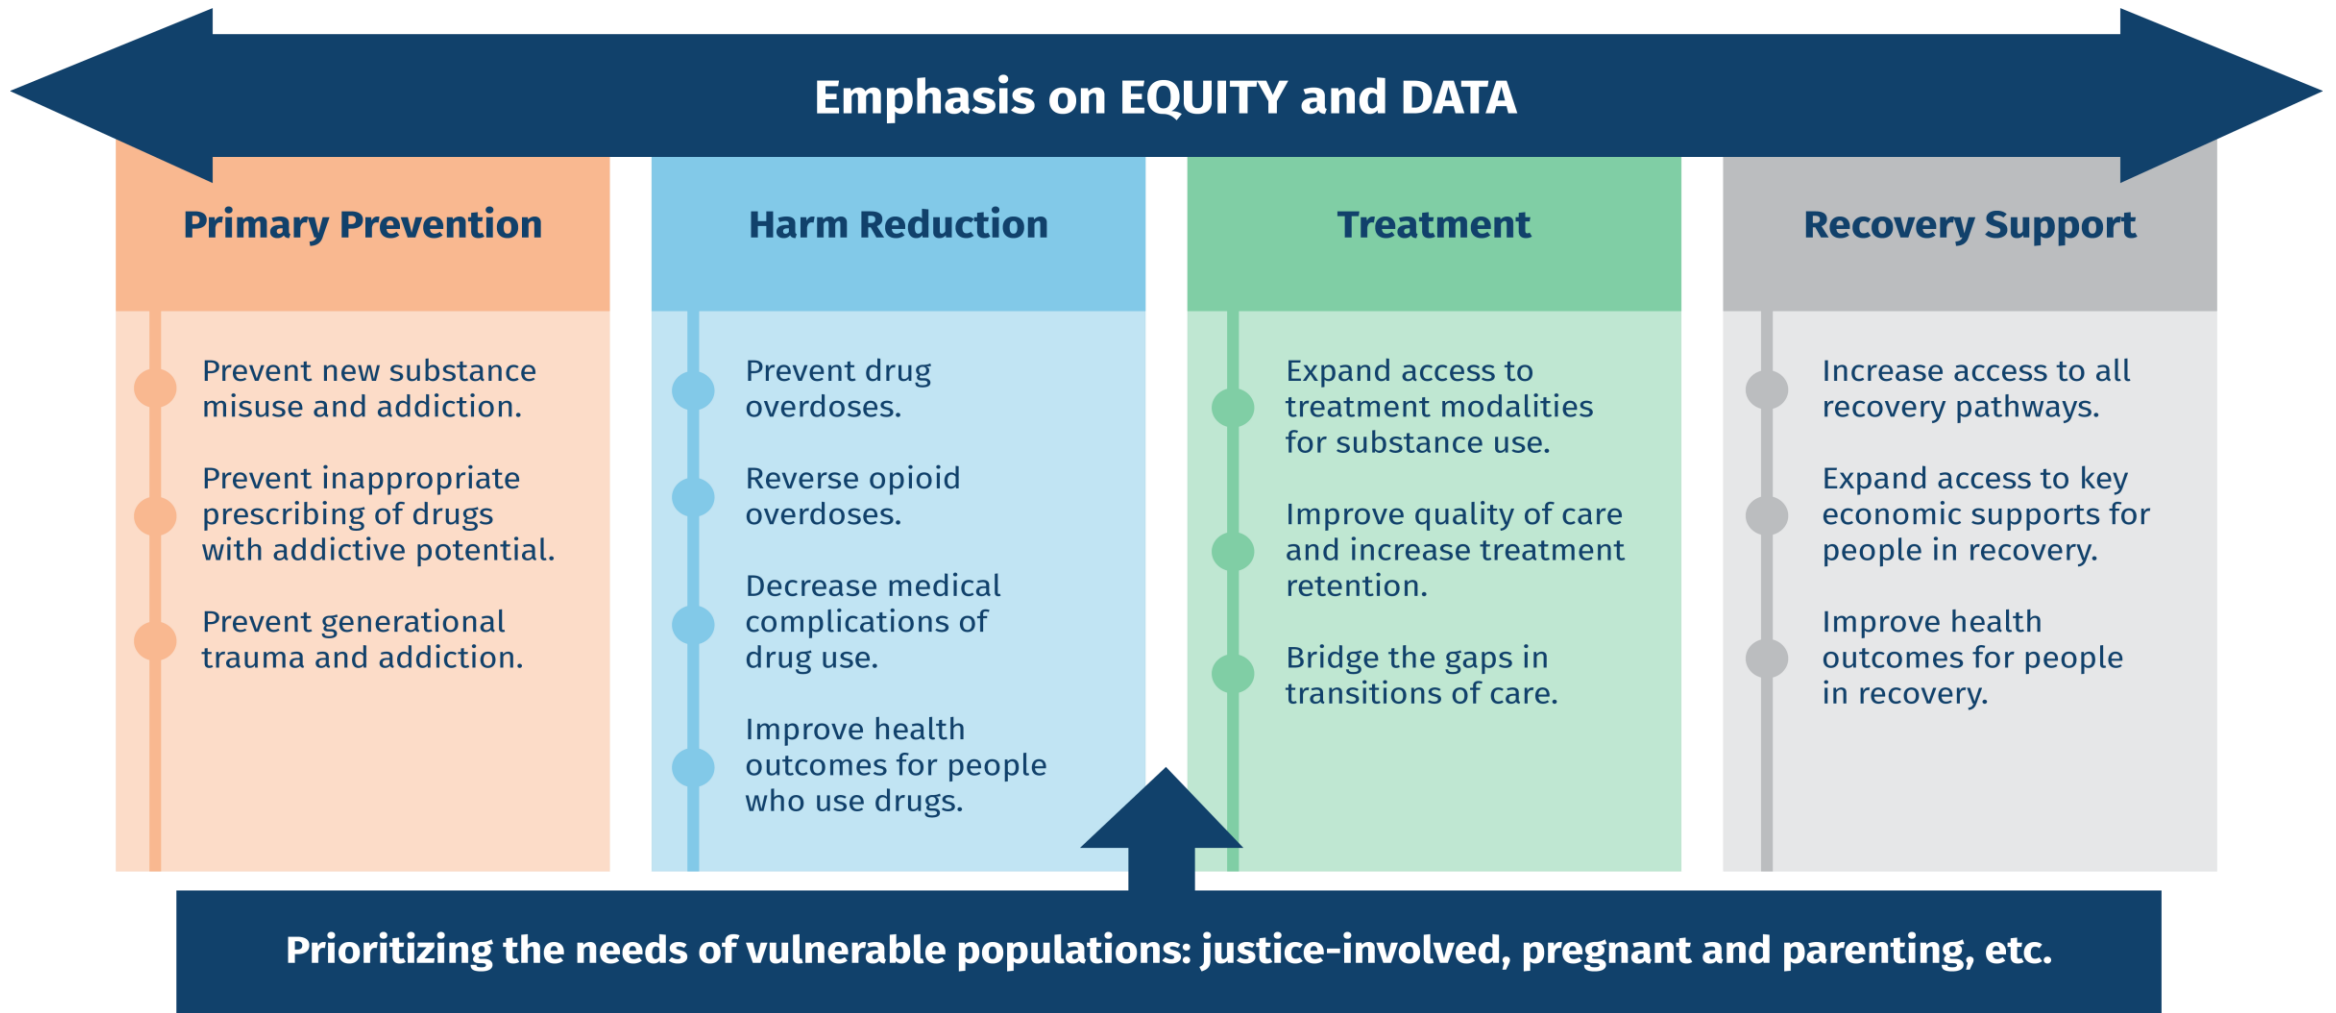 Emphasis on EQUITY and DATA
Primary Prevention
Prevent new substance
misuse and addiction.
Prevent inappropriate
prescribing of drugs
with addictive potential.
Prevent generational
trauma and addiction.
Harm Reduction
Prevent drug
overdoses.
Reverse opioid
overdoses.
Decrease medical
complications of
drug use.
Improve health
outcomes for people
who use drugs.
Treatment
Expand access to
treatment modalities
for substance use.
Improve quality of care
and increase treatment
retention.
Bridge the gaps in
transitions of care.
Recovery Support
Increase access to all
recovery pathways.
Expand access to key
economic supports for
people in recovery.
Improve health
outcomes for people
in recovery.
Prioritizing the needs of vulnerable populations: justice-involved, pregnant and parenting, etc.